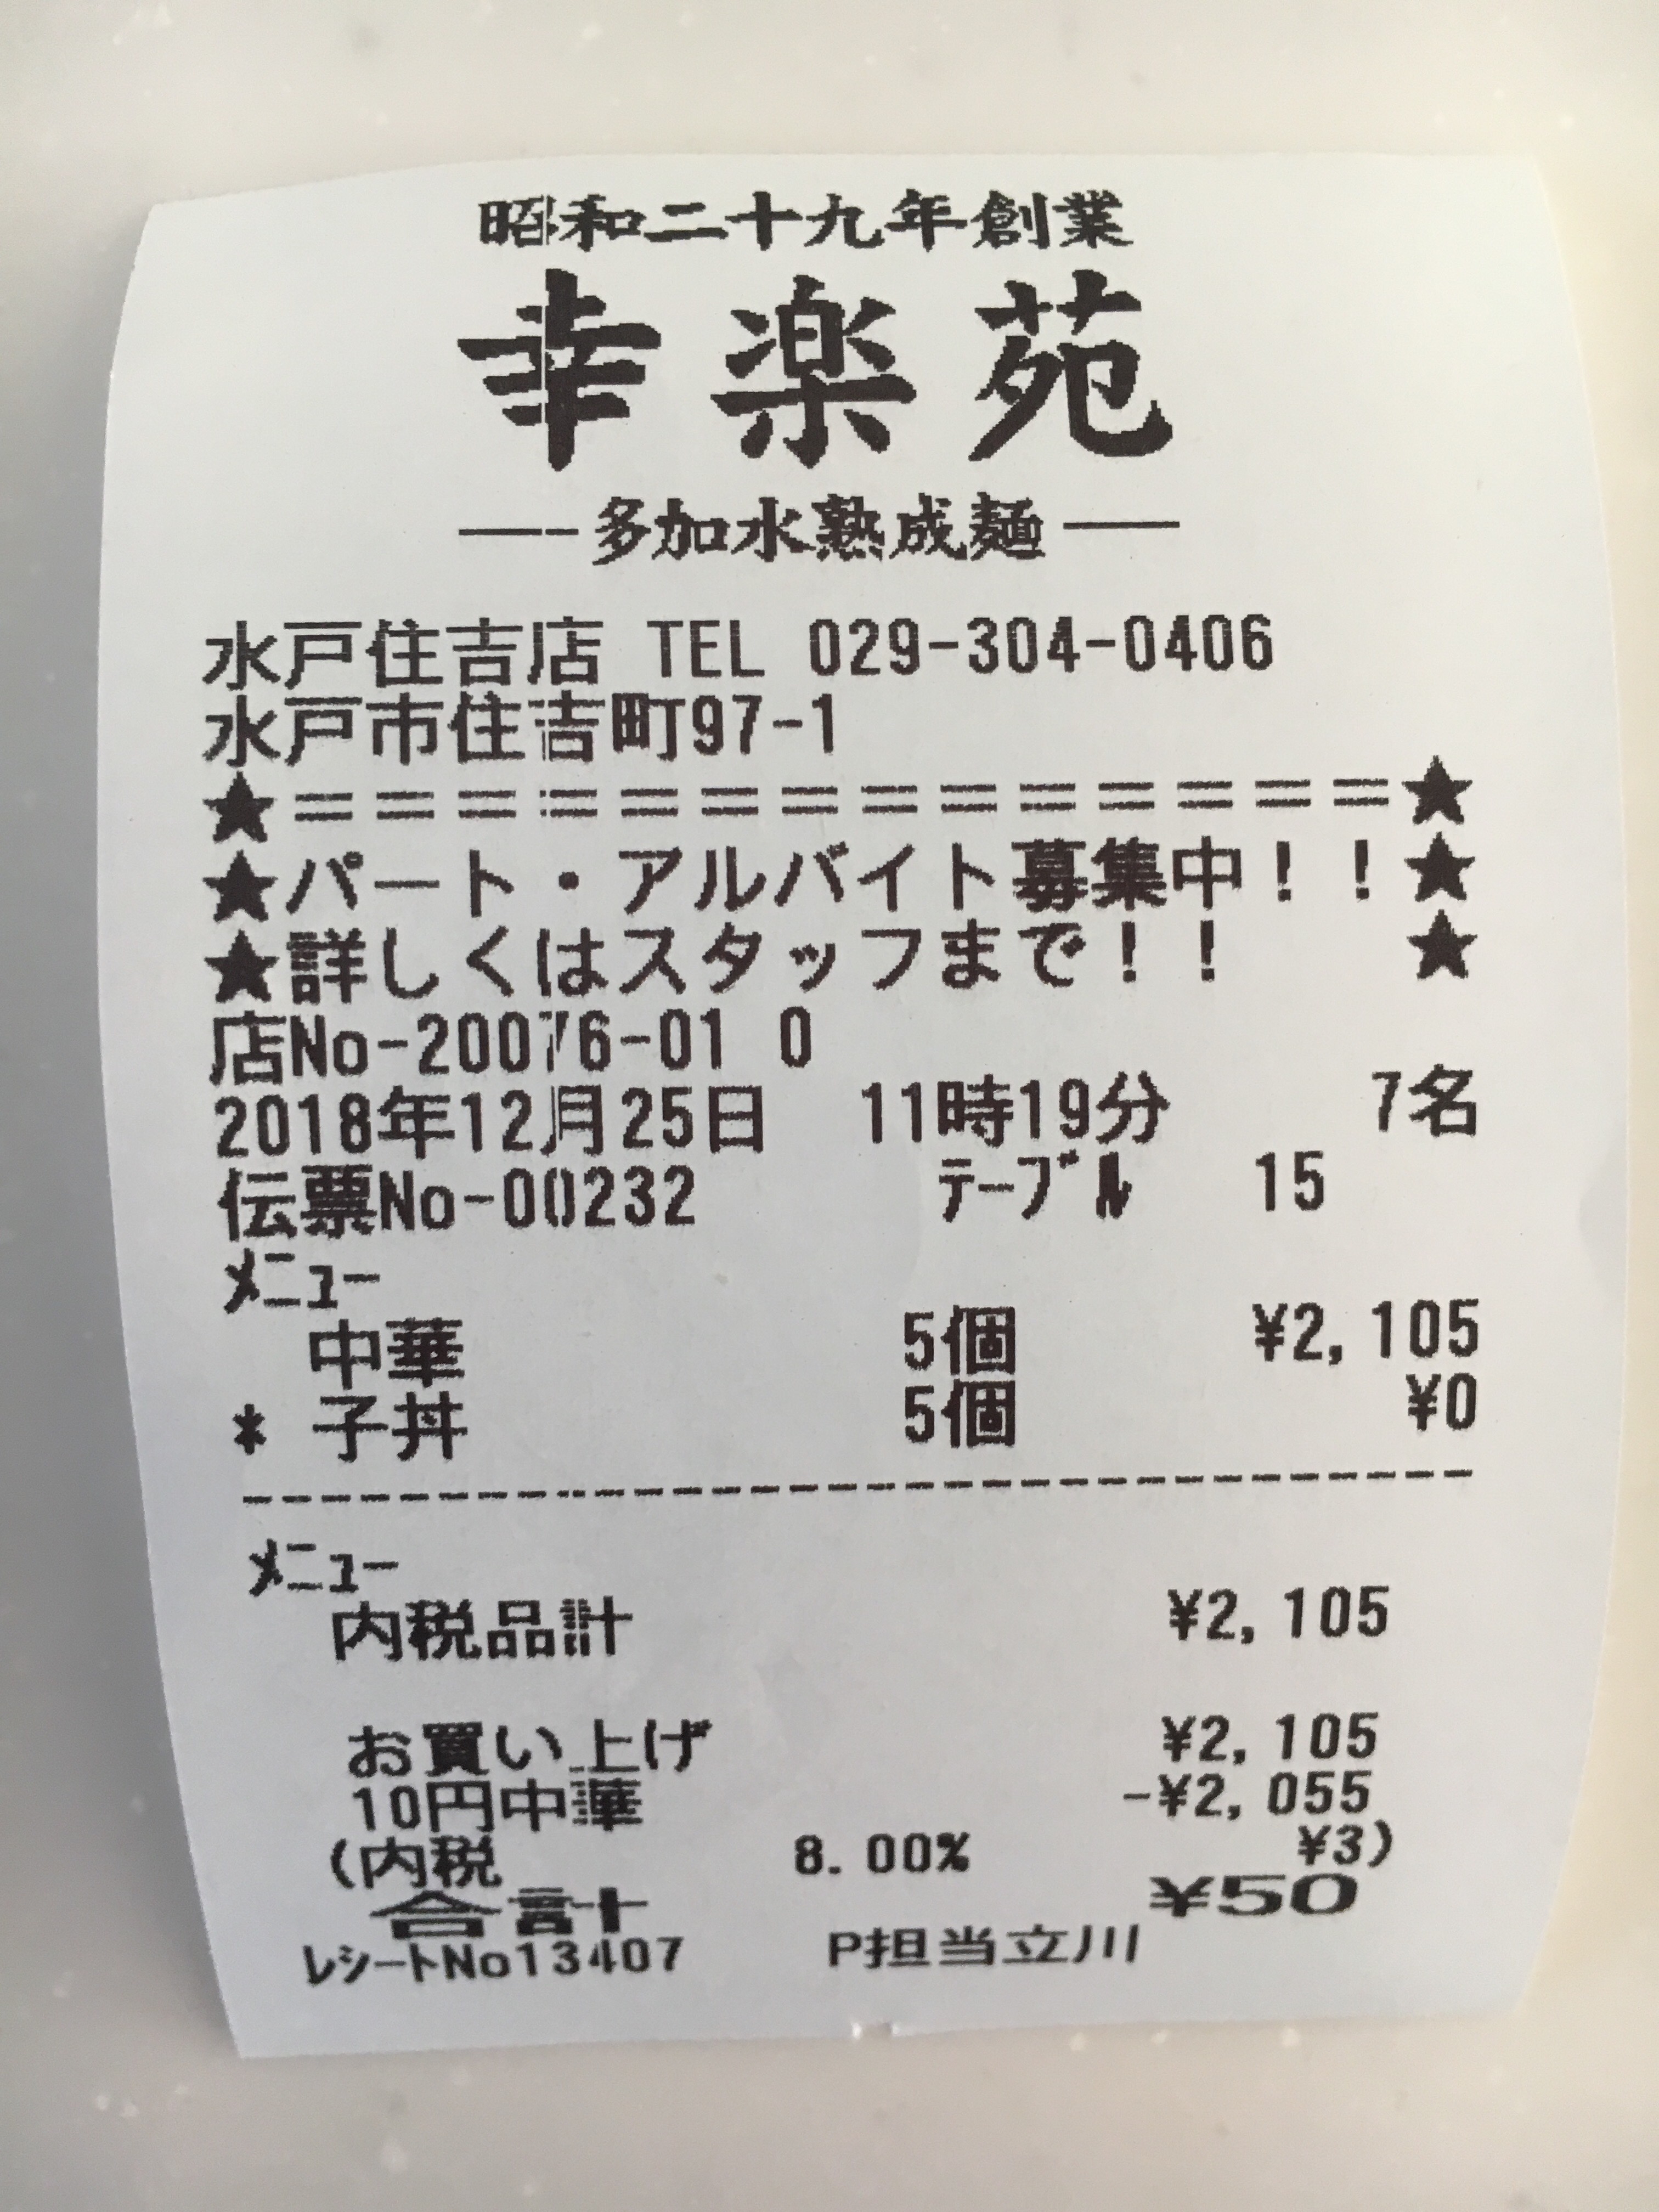 昭和二十九年創業
幸楽苑
多加水熟成麺
水戸住吉店 TEL 029-304-0406
水戸市住吉町97-1
★==============★
★パート・アルバイト募集中!!★
★詳しくはスタッフまで!! ★
店No-20076-01 0
2018年12月25日 11時19分 7名
伝票No-00232 ﾃｰﾌﾞﾙ 15
ﾒﾆｭｰ
中華 5個 ¥2,105
* 子丼 5個 ¥0
--------------------------------
ﾒﾆｭｰ
内税品計 ¥2,105
お買い上げ ¥2,105
10円中華 -¥2,055
(内税 8.00% ¥3)
合計 ¥50
ﾚｼｰﾄNo13407 P担当立川